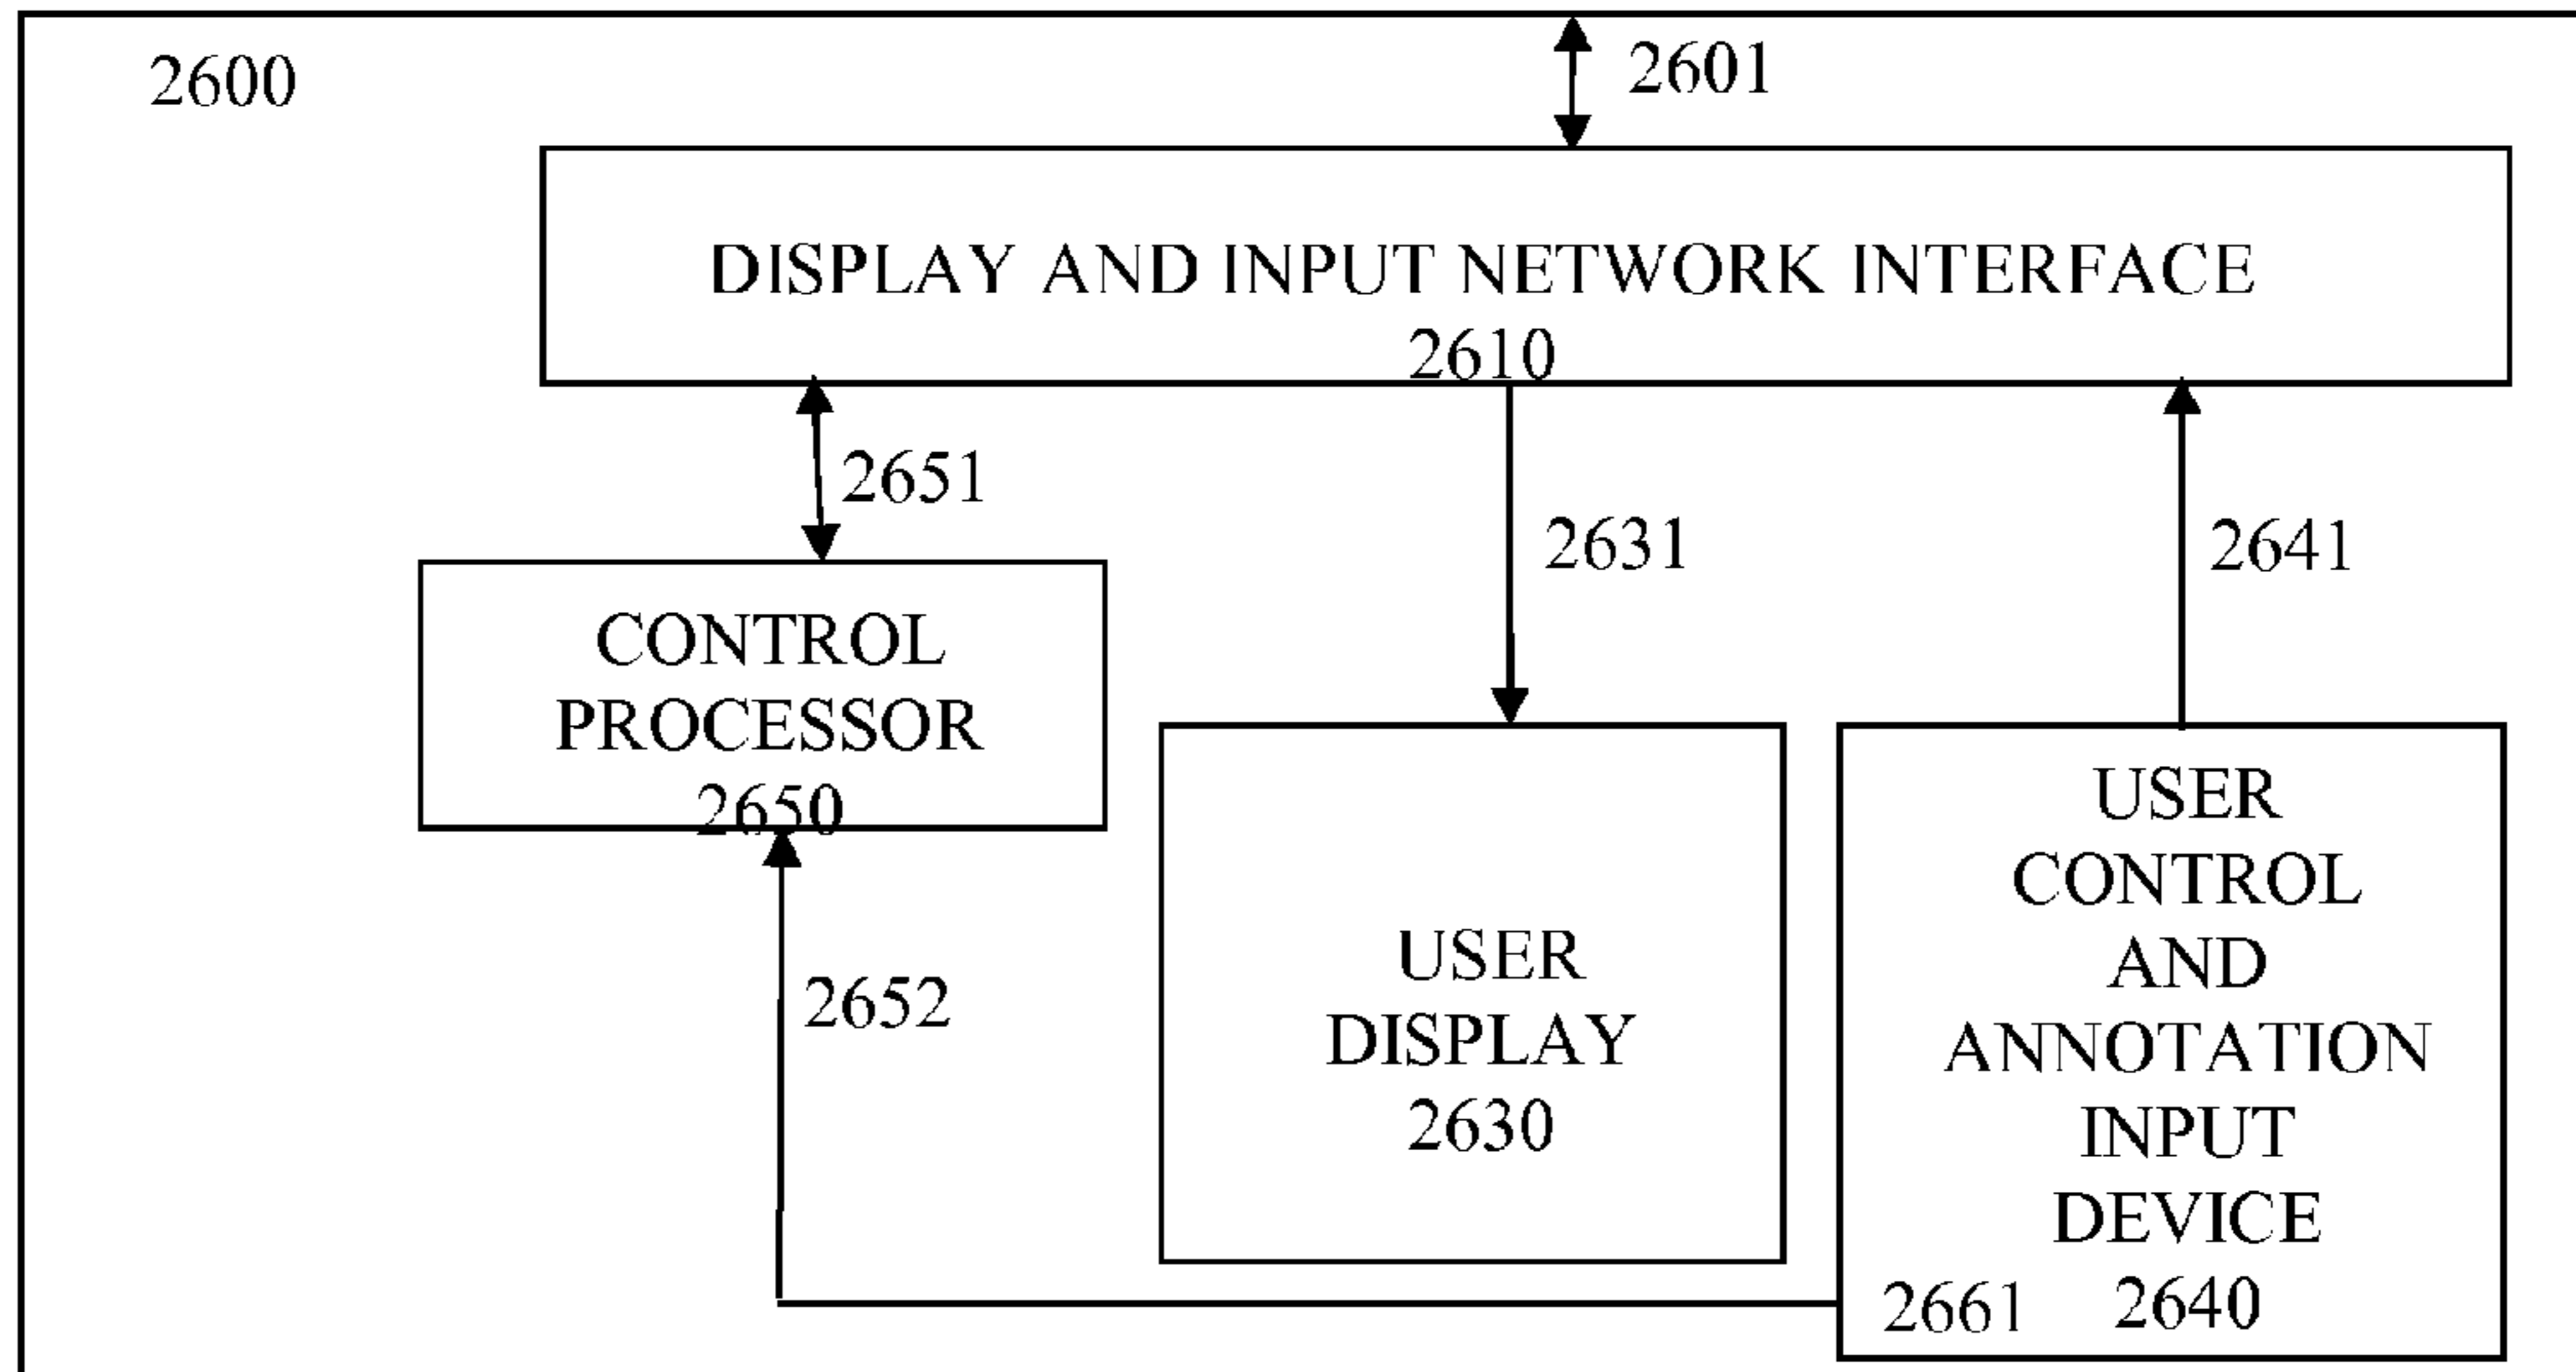 2600
2601
DISPLAY AND INPUT NETWORK INTERFACE
2610
2651
2631
2641
CONTROL
PROCESSOR
2650
2652
USER
DISPLAY
2630
USER
CONTROL
AND
ANNOTATION
INPUT
DEVICE
2661 2640